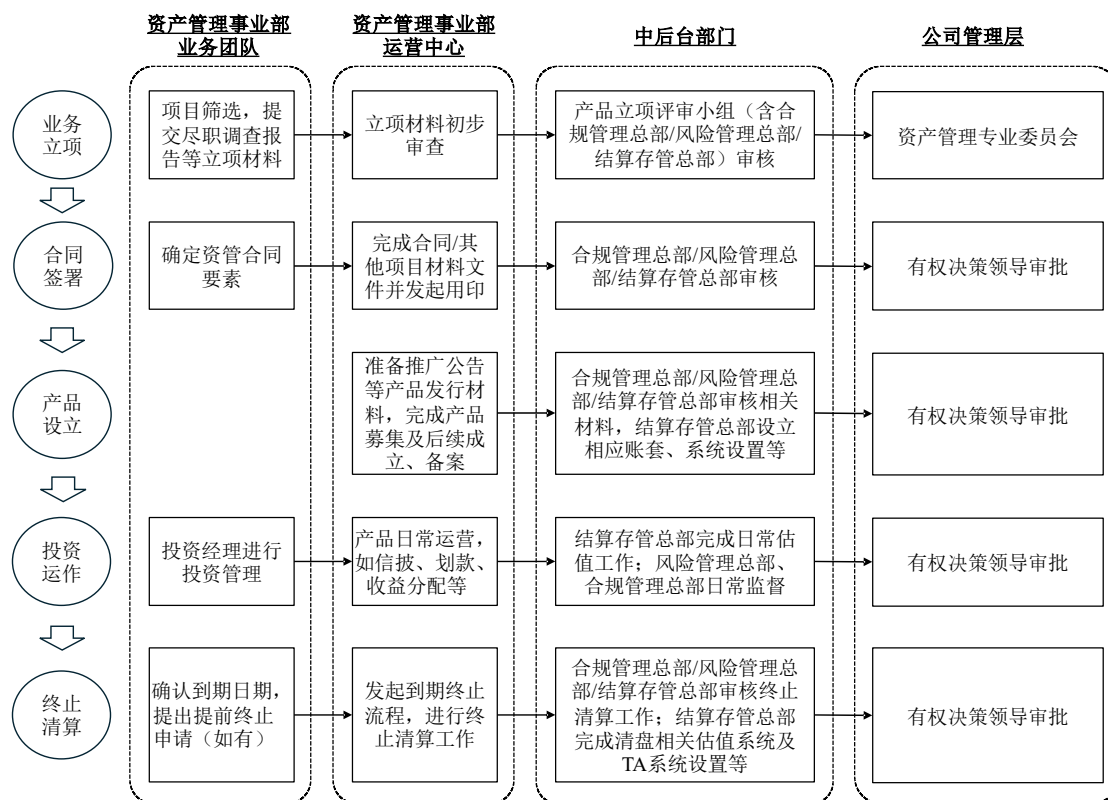 资产管理事业部
业务团队
资产管理事业部
运营中心
中后台部门
公司管理层
业务
立项
项目筛选，提
交尽职调查报
告等立项材料
立项材料初步
审查
产品立项评审小组（含合
规管理总部/风险管理总部/
结算存管总部）审核
资产管理专业委员会
合同
签署
确定资管合同
要素
完成合同/其
他项目材料文
件并发起用印
合规管理总部/风险管理总
部/结算存管总部审核
有权决策领导审批
产品
设立
准备推广公告
等产品发行材
料，完成产品
募集及后续成
立、备案
合规管理总部/风险管理总
部/结算存管总部审核相关
材料，结算存管总部设立
相应账套、系统设置等
有权决策领导审批
投资
运作
投资经理进行
投资管理
产品日常运营，
如信披、划款、
收益分配等
结算存管总部完成日常估
值工作；风险管理总部、
合规管理总部日常监督
有权决策领导审批
终止
清算
确认到期日期，
提出提前终止
申请（如有）
发起到期终止
流程，进行终
止清算工作
合规管理总部/风险管理总
部/结算存管总部审核终止
清算工作；结算存管总部
完成清盘相关估值系统及
TA系统设置等
有权决策领导审批